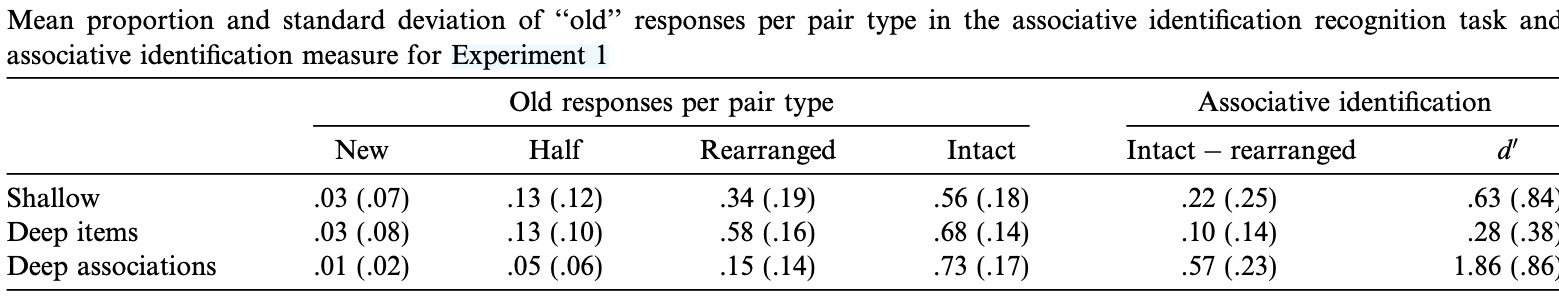 Mean proportion and standard deviation of “old” responses per pair type in the associative identification recognition task and
associative identification measure for Experiment 1
Old responses per pair type Associative identification
New Half Rearranged Intact Intact − rearranged d′
Shallow .03 (.07) .13 (.12) .34 (.19) .56 (.18) .22 (.25) .63 (.84)
Deep items .03 (.08) .13 (.10) .58 (.16) .68 (.14) .10 (.14) .28 (.38)
Deep associations .01 (.02) .05 (.06) .15 (.14) .73 (.17) .57 (.23) 1.86 (.86)